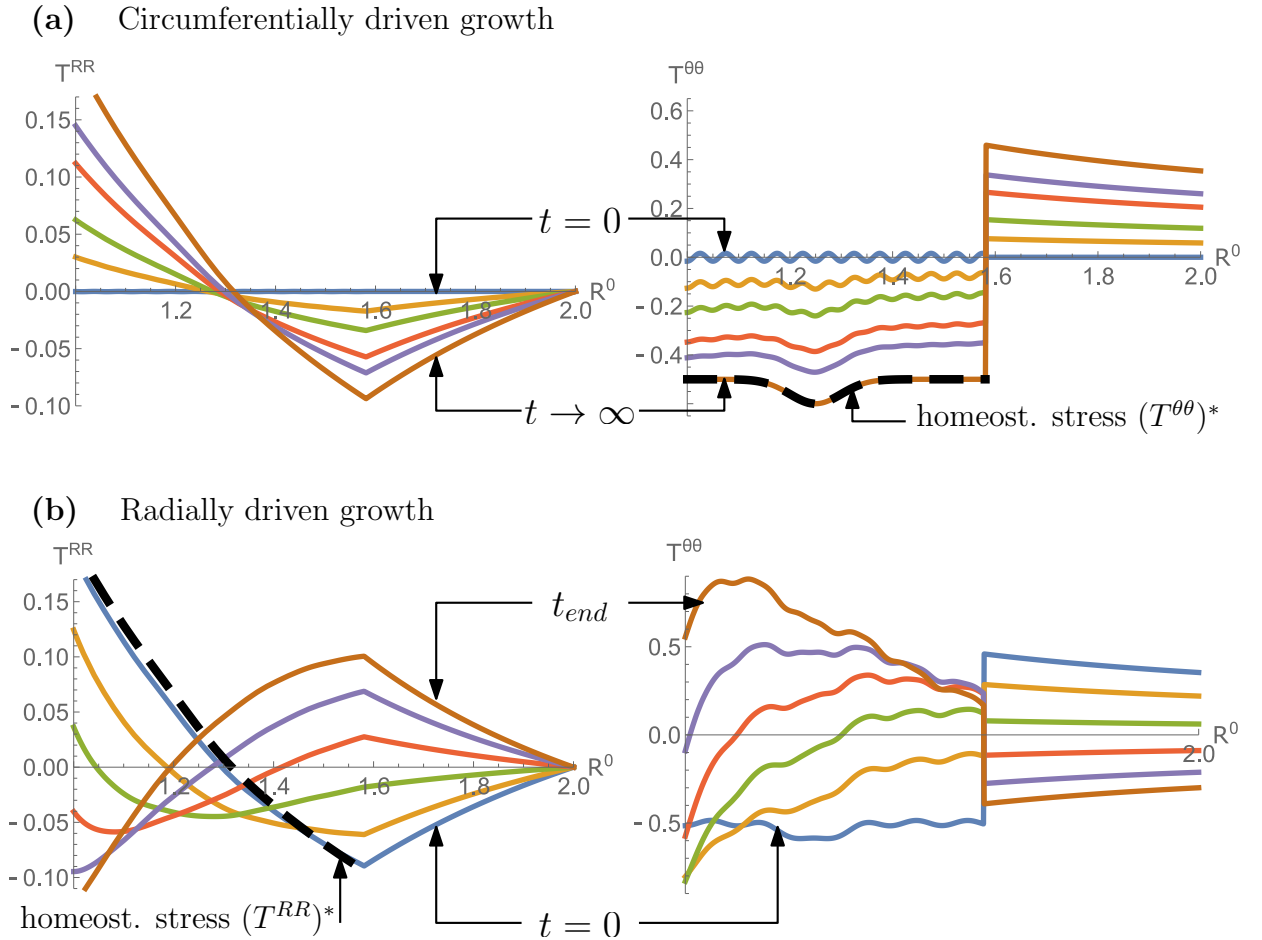 (a) Circumferentially driven growth
T^RR
0.15
0.10
0.05
0.00
-0.05
-0.10
1.2 1.4 1.6 1.8 2.0
R^0
T^θθ
0.6
0.4
0.2
0.0
-0.2
-0.4
1.2 1.4 1.6 1.8 2.0
R^0
t = 0
t → ∞
homeost. stress (T^θθ)*
(b) Radially driven growth
T^RR
0.15
0.10
0.05
0.00
-0.05
-0.10
1.2 1.4 1.6 1.8 2.0
R^0
T^θθ
0.5
0.0
-0.5
R^0
2.0
t_end
homeost. stress (T^RR)*
t = 0